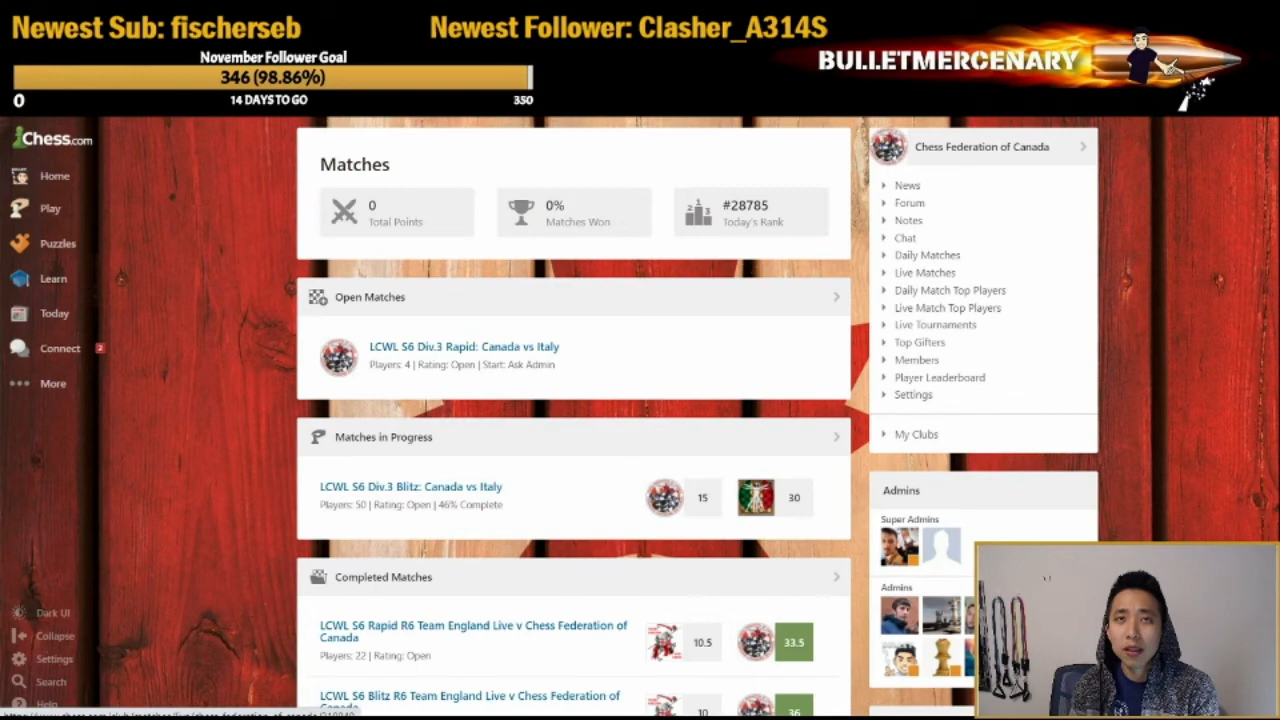 Newest Sub: fischerseb
Newest Follower: Clasher_A314S
November Follower Goal
346 (98.86%)
0
14 DAYS TO GO
350
BULLETMERCENARY
Chess.com
Home
Play
Puzzles
Learn
Today
Connect
2
More
Dark UI
Collapse
Settings
Search
Help
Matches
0
Total Points
0%
Matches Won
#28785
Today's Rank
Open Matches
LCWL S6 Div.3 Rapid: Canada vs Italy
Players: 4 | Rating: Open | Start: Ask Admin
Matches in Progress
LCWL S6 Div.3 Blitz: Canada vs Italy
Players: 50 | Rating: Open | 46% Complete
15
30
Completed Matches
LCWL S6 Rapid R6 Team England Live v Chess Federation of
Canada
Players: 22 | Rating: Open
10.5
33.5
LCWL S6 Blitz R6 Team England Live v Chess Federation of
Canada
10
36
Chess Federation of Canada
News
Forum
Notes
Chat
Daily Matches
Live Matches
Daily Match Top Players
Live Match Top Players
Live Tournaments
Top Gifters
Members
Player Leaderboard
Settings
My Clubs
Admins
Super Admins
Admins